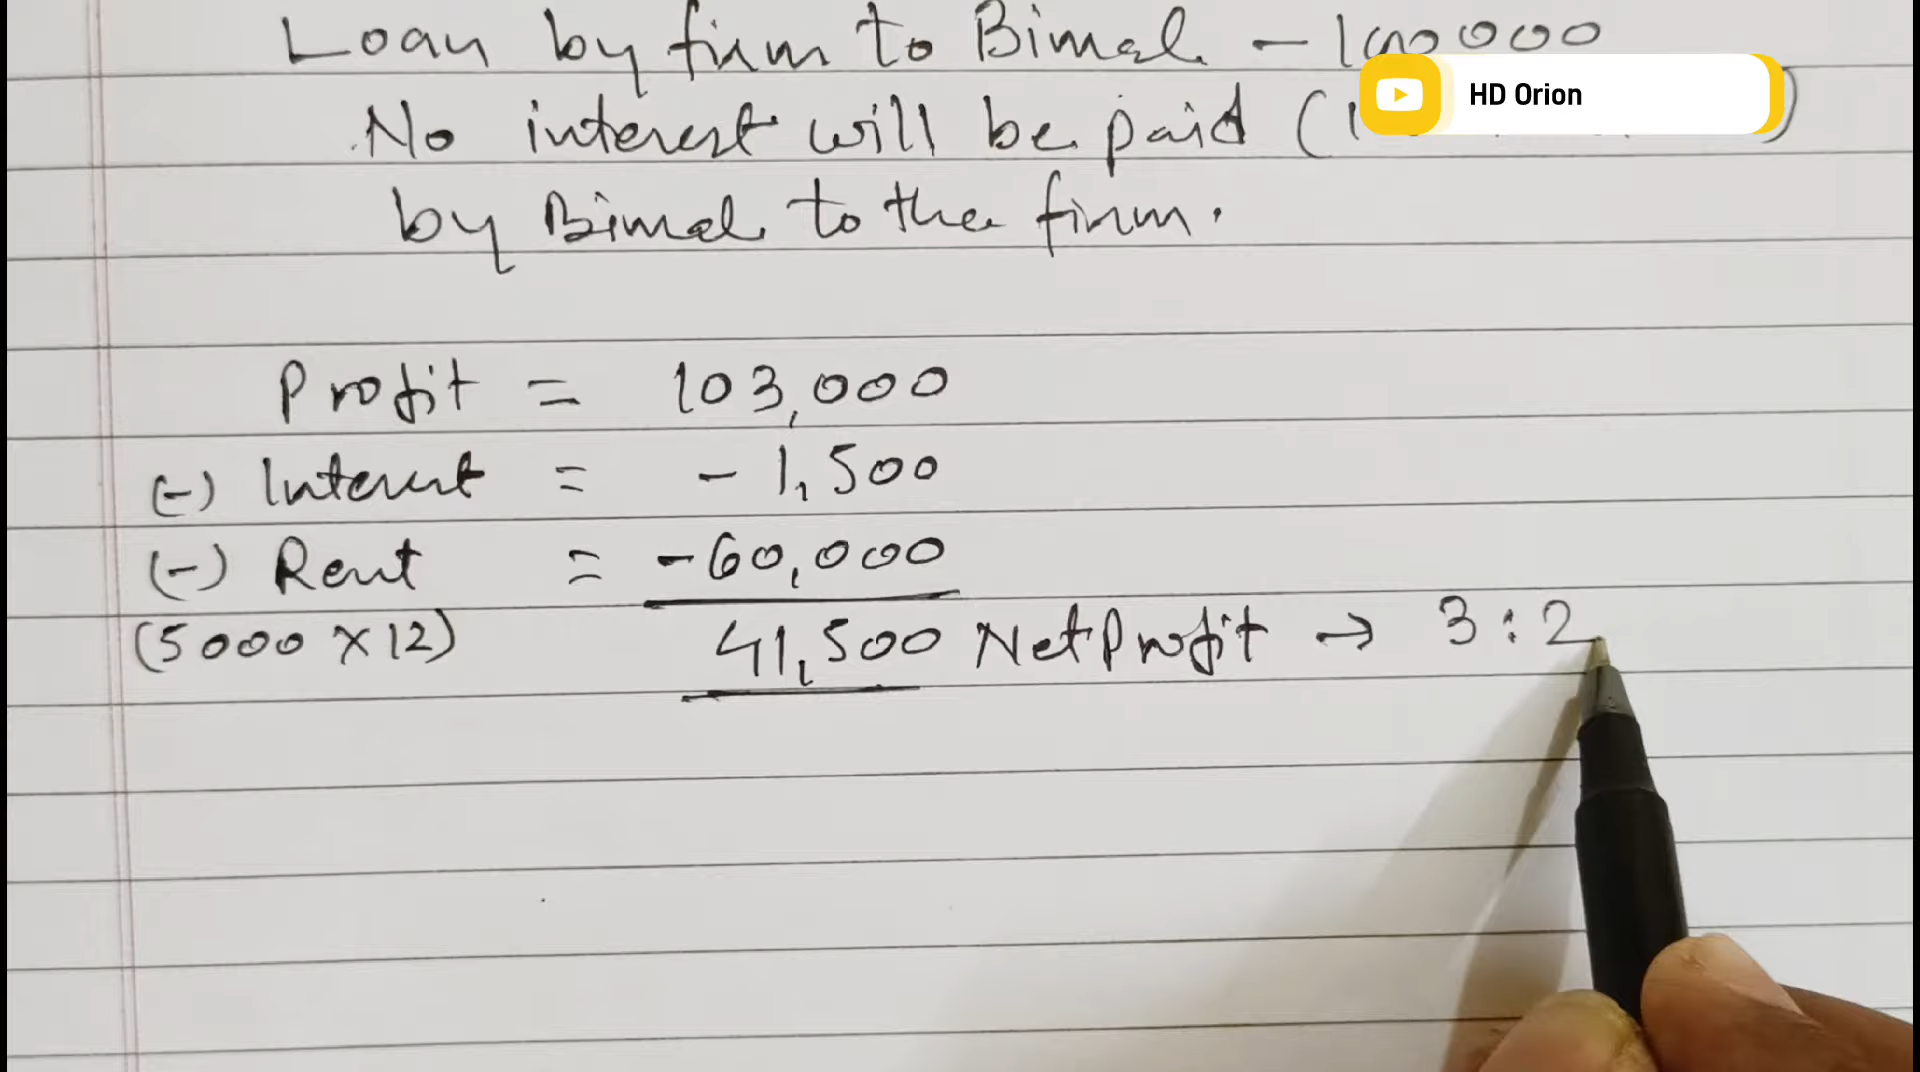 Loan by firm to Bimal - 100000
HD Orion
No interest will be paid (
by Bimal to the firm.
Profit = 103,000
(-) Interest = - 1,500
(-) Rent = -60,000
(5000 X 12) 41,500 Net Profit → 3:2